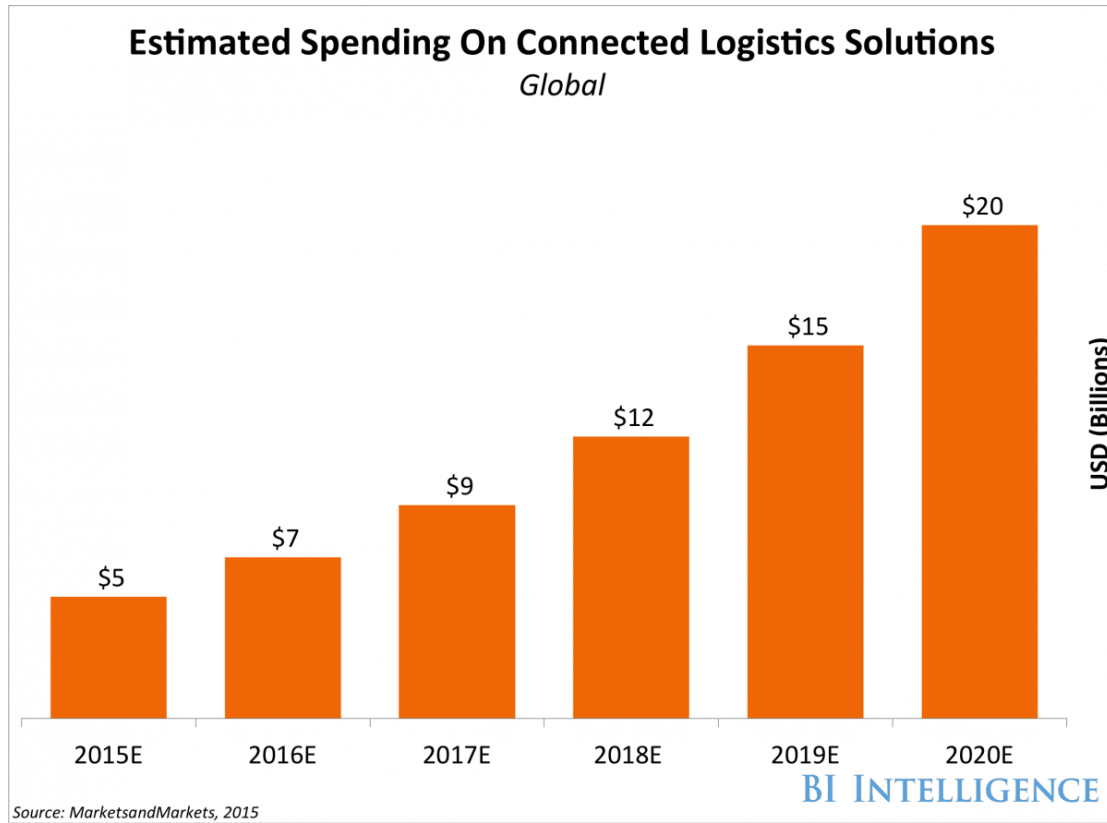 Estimated Spending On Connected Logistics Solutions
Global
$20
$15
$12
$9
$7
$5
USD (Billions)
2015E 2016E 2017E 2018E 2019E 2020E
BI INTELLIGENCE
Source: MarketsandMarkets, 2015